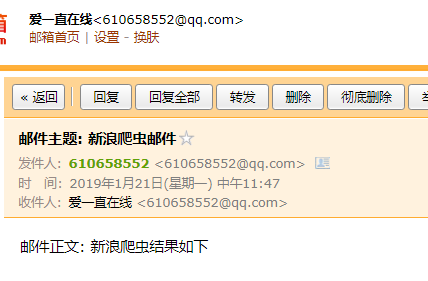 箱
爱一直在线<610658552@qq.com>
邮箱首页 | 设置 - 换肤
« 返回 回复 回复全部 转发 删除 彻底删除
邮件主题: 新浪爬虫邮件☆
发件人: 610658552 <610658552@qq.com>
时 间: 2019年1月21日(星期一) 中午11:47
收件人: 爱一直在线 <610658552@qq.com>
邮件正文: 新浪爬虫结果如下